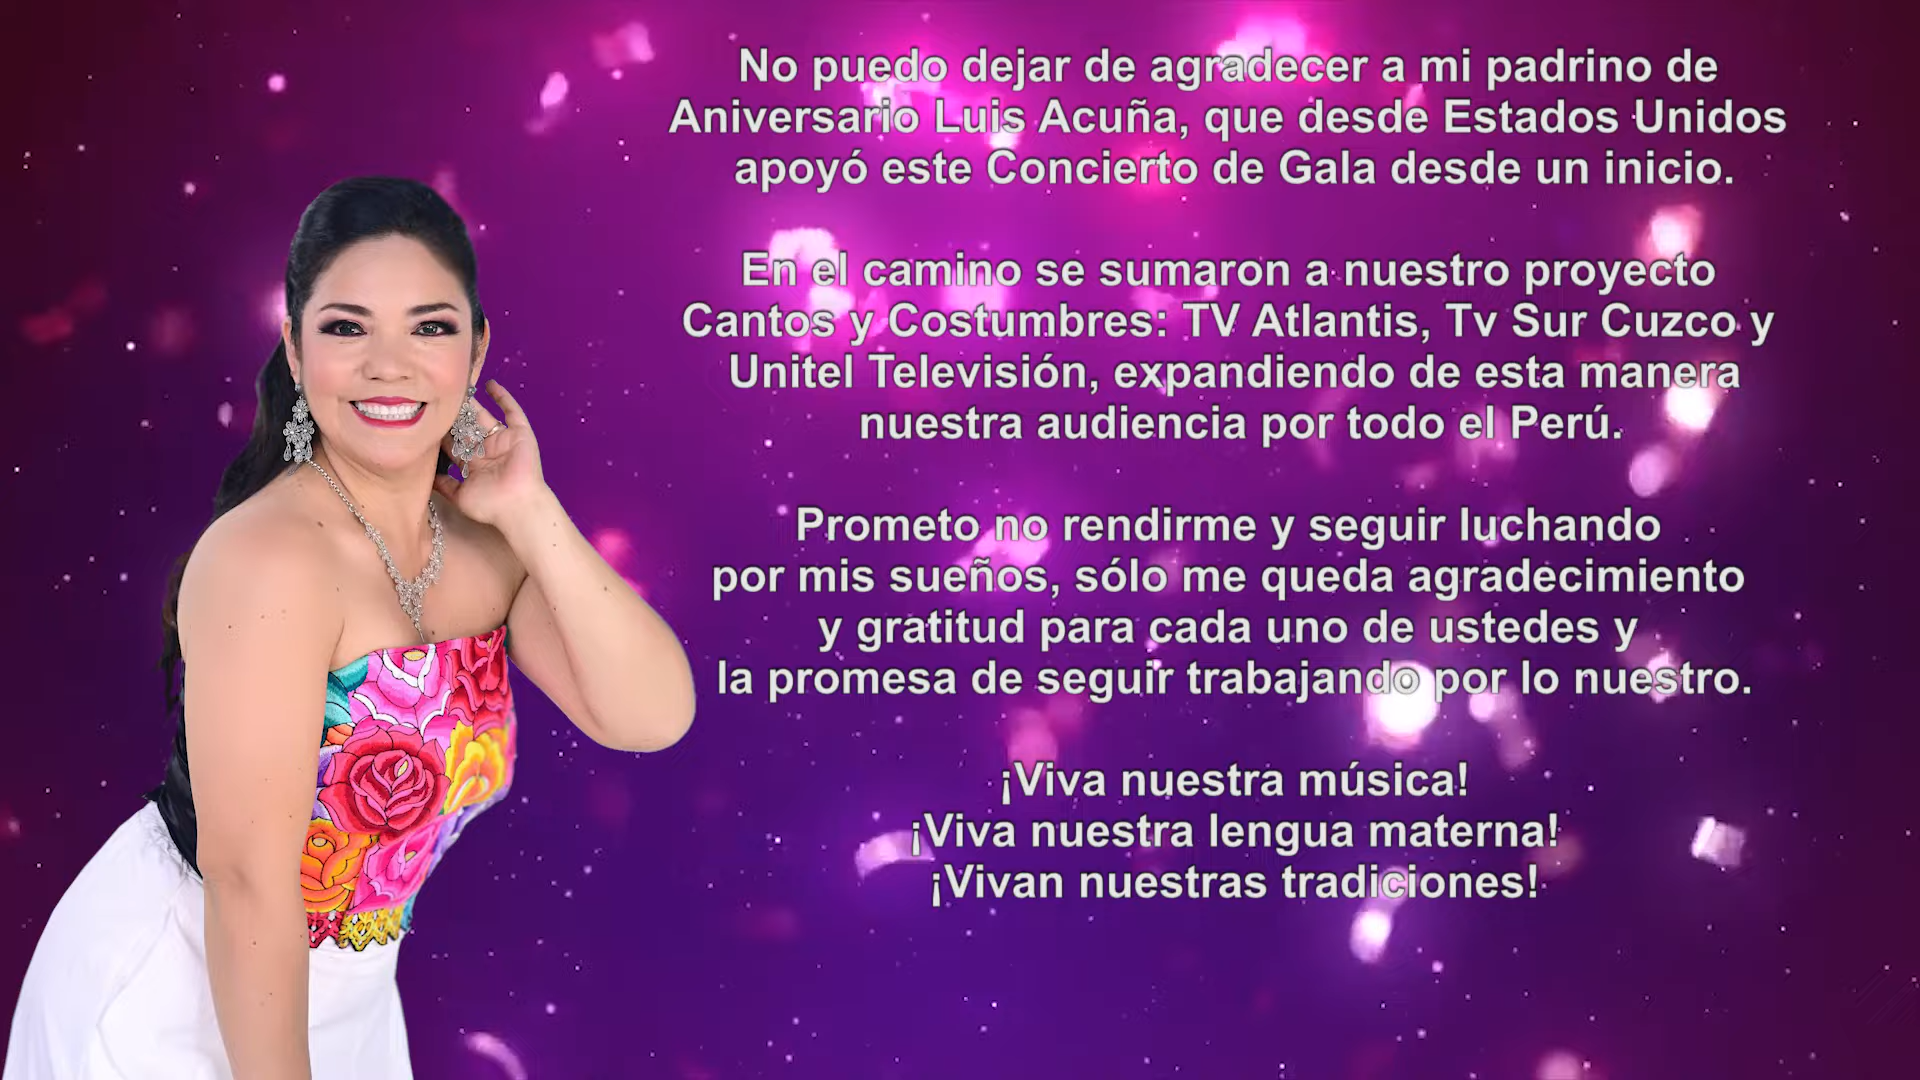 No puedo dejar de agradecer a mi padrino de
Aniversario Luis Acuña, que desde Estados Unidos
apoyó este Concierto de Gala desde un inicio.
En el camino se sumaron a nuestro proyecto
Cantos y Costumbres: TV Atlantis, Tv Sur Cuzco y
Unitel Televisión, expandiendo de esta manera
nuestra audiencia por todo el Perú.
Prometo no rendirme y seguir luchando
por mis sueños, sólo me queda agradecimiento
y gratitud para cada uno de ustedes y
la promesa de seguir trabajando por lo nuestro.
¡Viva nuestra música!
¡Viva nuestra lengua materna!
¡Vivan nuestras tradiciones!